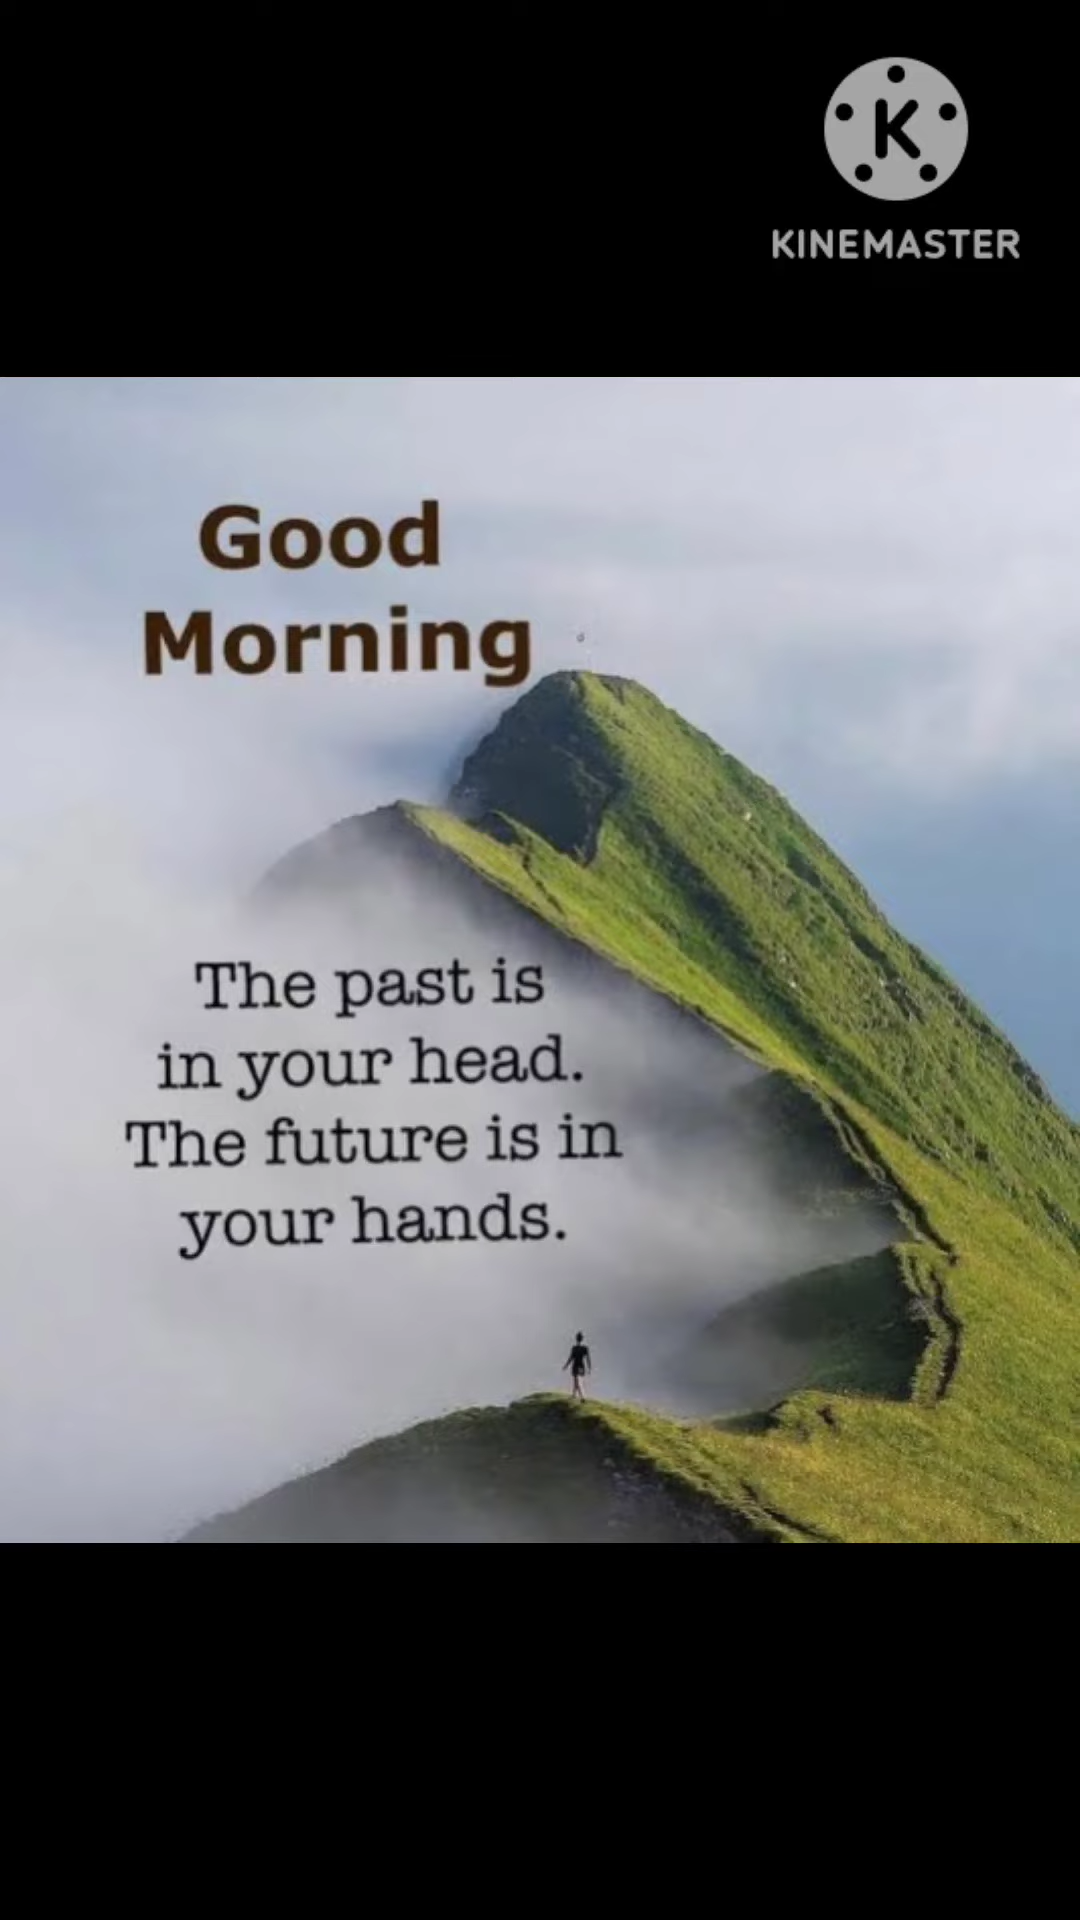 K
KINEMASTER
Good
Morning
The past is
in your head.
The future is in
your hands.